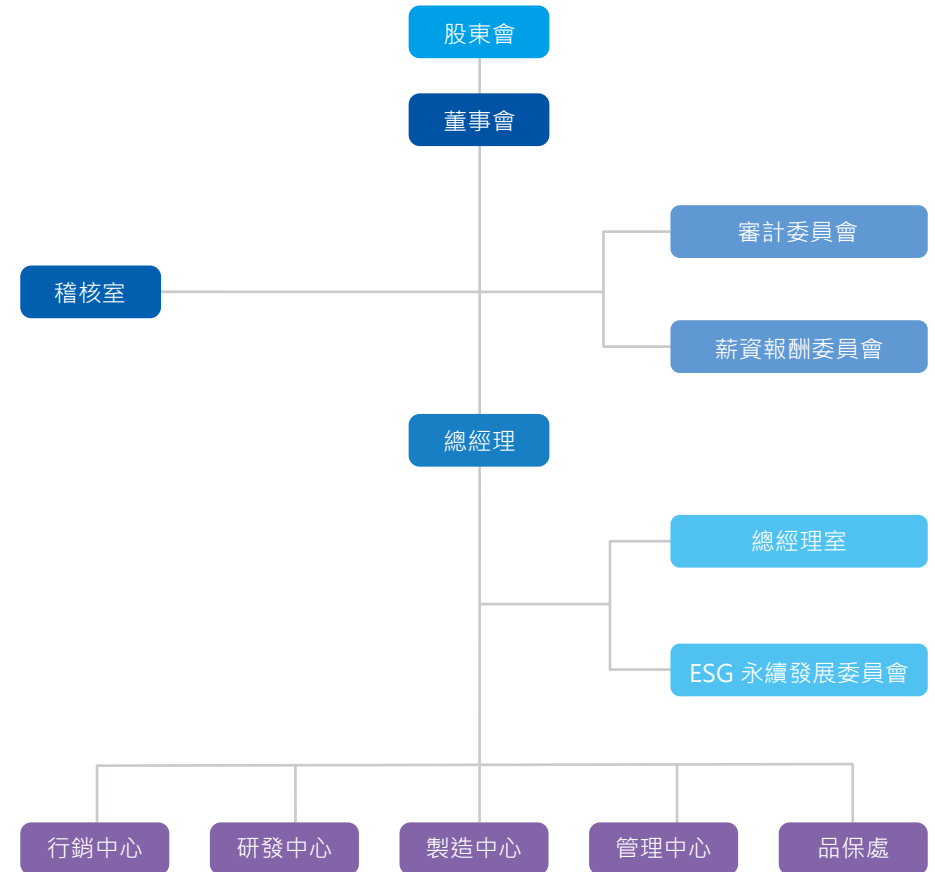 股東會
董事會
審計委員會
稽核室
薪資報酬委員會
總經理
總經理室
ESG 永續發展委員會
行銷中心
研發中心
製造中心
管理中心
品保處